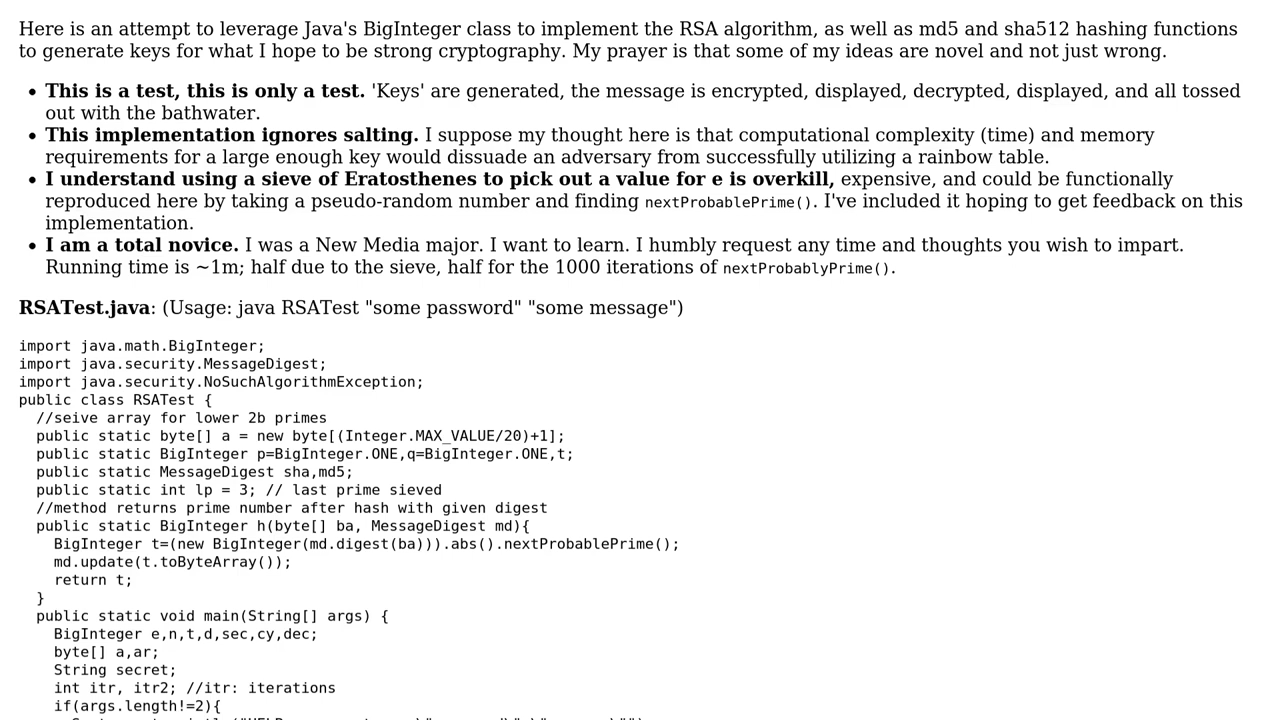 Here is an attempt to leverage Java's BigInteger class to implement the RSA algorithm, as well as md5 and sha512 hashing functions
to generate keys for what I hope to be strong cryptography. My prayer is that some of my ideas are novel and not just wrong.
• This is a test, this is only a test. 'Keys' are generated, the message is encrypted, displayed, decrypted, displayed, and all tossed
out with the bathwater.
• This implementation ignores salting. I suppose my thought here is that computational complexity (time) and memory
requirements for a large enough key would dissuade an adversary from successfully utilizing a rainbow table.
• I understand using a sieve of Eratosthenes to pick out a value for e is overkill, expensive, and could be functionally
reproduced here by taking a pseudo-random number and finding nextProbablePrime(). I've included it hoping to get feedback on this
implementation.
• I am a total novice. I was a New Media major. I want to learn. I humbly request any time and thoughts you wish to impart.
Running time is ~1m; half due to the sieve, half for the 1000 iterations of nextProbablyPrime().
RSATest.java: (Usage: java RSATest "some password" "some message")
import java.math.BigInteger;
import java.security.MessageDigest;
import java.security.NoSuchAlgorithmException;
public class RSATest {
  //seive array for lower 2b primes
  public static byte[] a = new byte[(Integer.MAX_VALUE/20)+1];
  public static BigInteger p=BigInteger.ONE,q=BigInteger.ONE,t;
  public static MessageDigest sha,md5;
  public static int lp = 3; // last prime sieved
  //method returns prime number after hash with given digest
  public static BigInteger h(byte[] ba, MessageDigest md){
    BigInteger t=(new BigInteger(md.digest(ba))).abs().nextProbablePrime();
    md.update(t.toByteArray());
    return t;
  }
  public static void main(String[] args) {
    BigInteger e,n,t,d,sec,cy,dec;
    byte[] a,ar;
    String secret;
    int itr, itr2; //itr: iterations
    if(args.length!=2){